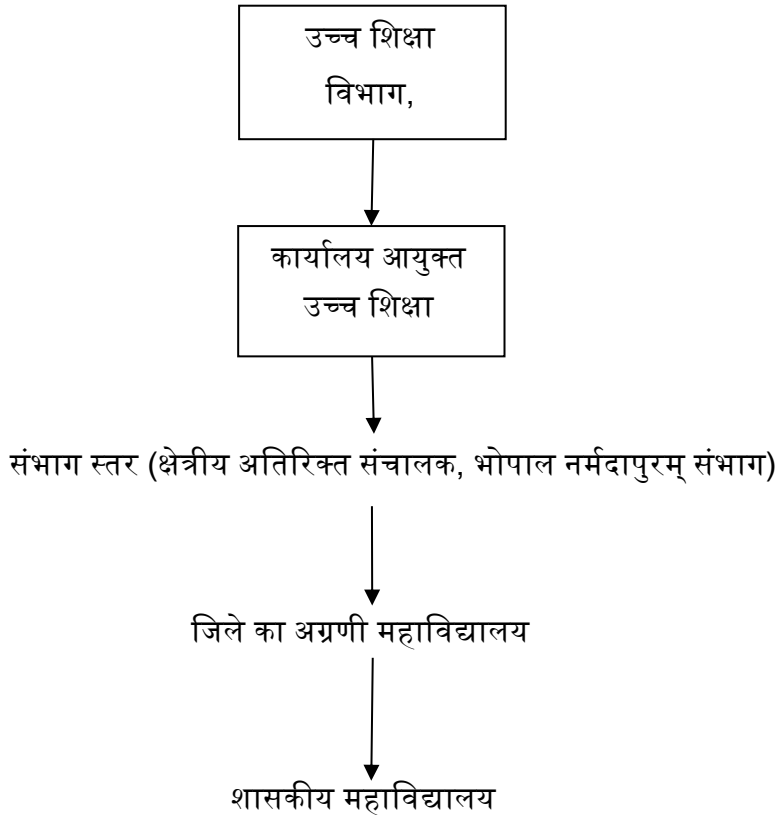 उच्च शिक्षा
विभाग,
कार्यालय आयुक्त
उच्च शिक्षा
संभाग स्तर (क्षेत्रीय अतिरिक्त संचालक, भोपाल नर्मदापुरम् संभाग)
जिले का अग्रणी महाविद्यालय
शासकीय महाविद्यालय